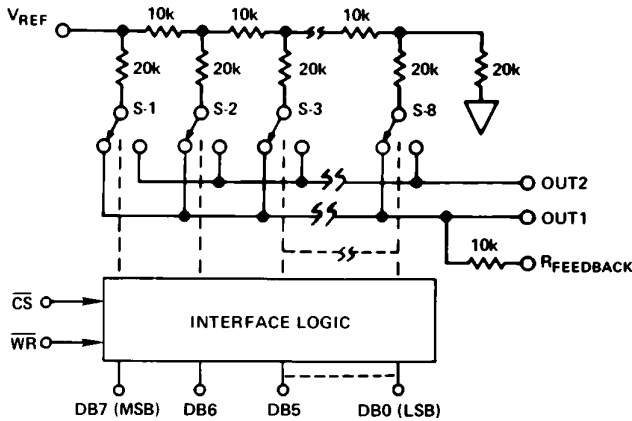 10k 10k 10k
VREF
20k 20k 20k 20k 20k
S-1 S-2 S-3 S-8
OUT2
OUT1
10k
RFEEDBACK
CS
INTERFACE LOGIC
WR
DB7 (MSB) DB6 DB5 DB0 (LSB)